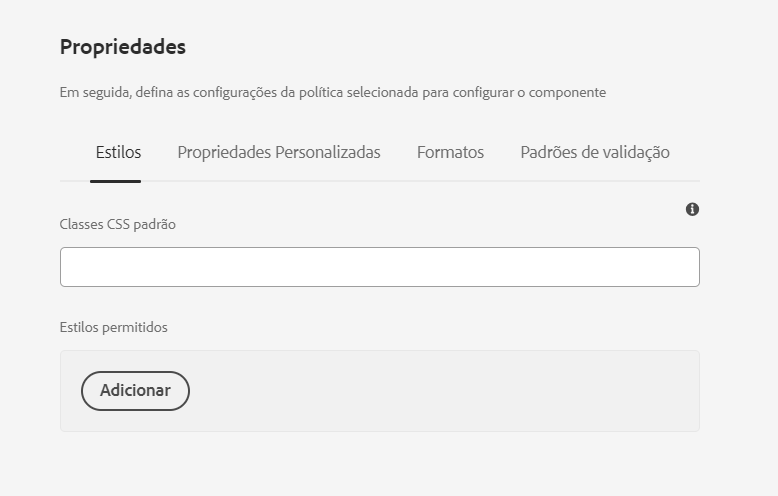 Propriedades
Em seguida, defina as configurações da política selecionada para configurar o componente
Estilos Propriedades Personalizadas Formatos Padrões de validação
Classes CSS padrão
Estilos permitidos
Adicionar